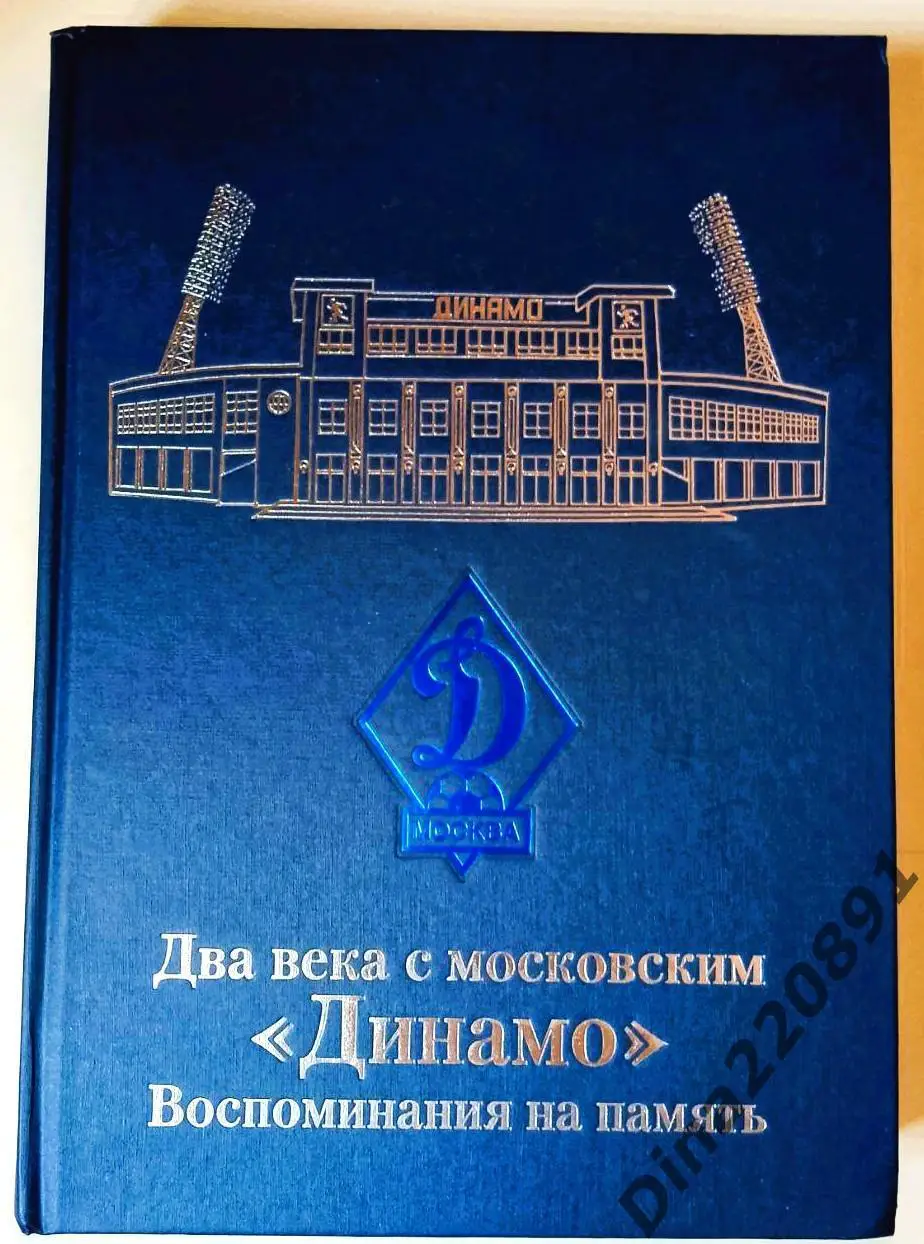 ДИНАМО
Д
МОСКВА
Два века с московским
«Динамо»
Воспоминания на память
Dima220891